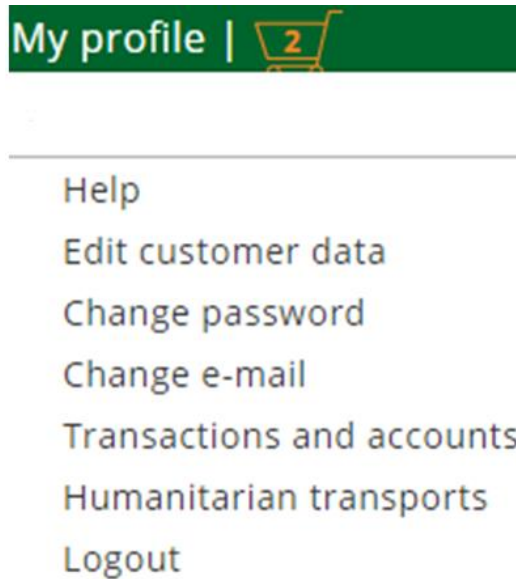 My profile | 2
Help
Edit customer data
Change password
Change e-mail
Transactions and accounts
Humanitarian transports
Logout